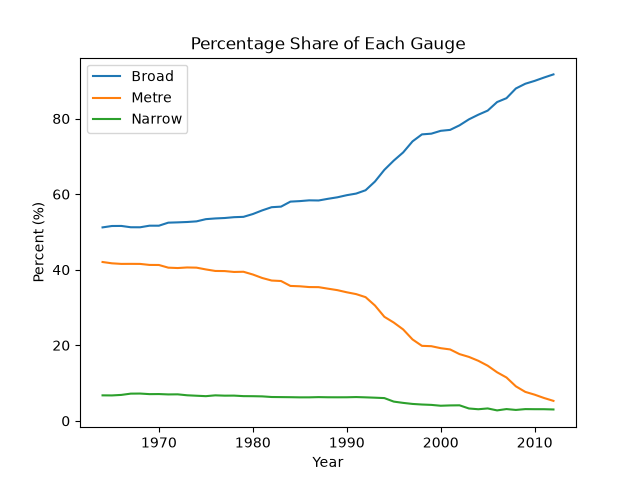 Percentage Share of Each Gauge
Broad
Metre
Narrow
Percent (%)
80
60
40
20
0
1970 1980 1990 2000 2010
Year